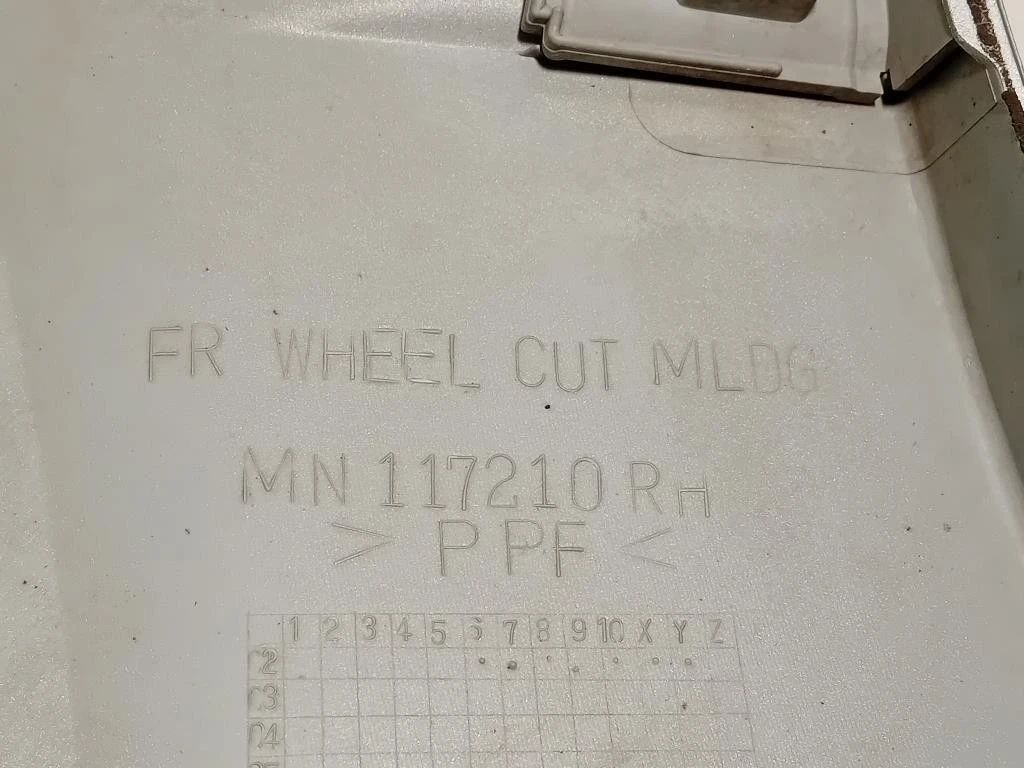 FR WHEEL CUT MLDG
MN 117210 RH
> PPF <
1 2 3 4 5 6 7 8 9 10 X Y Z
02
03
04